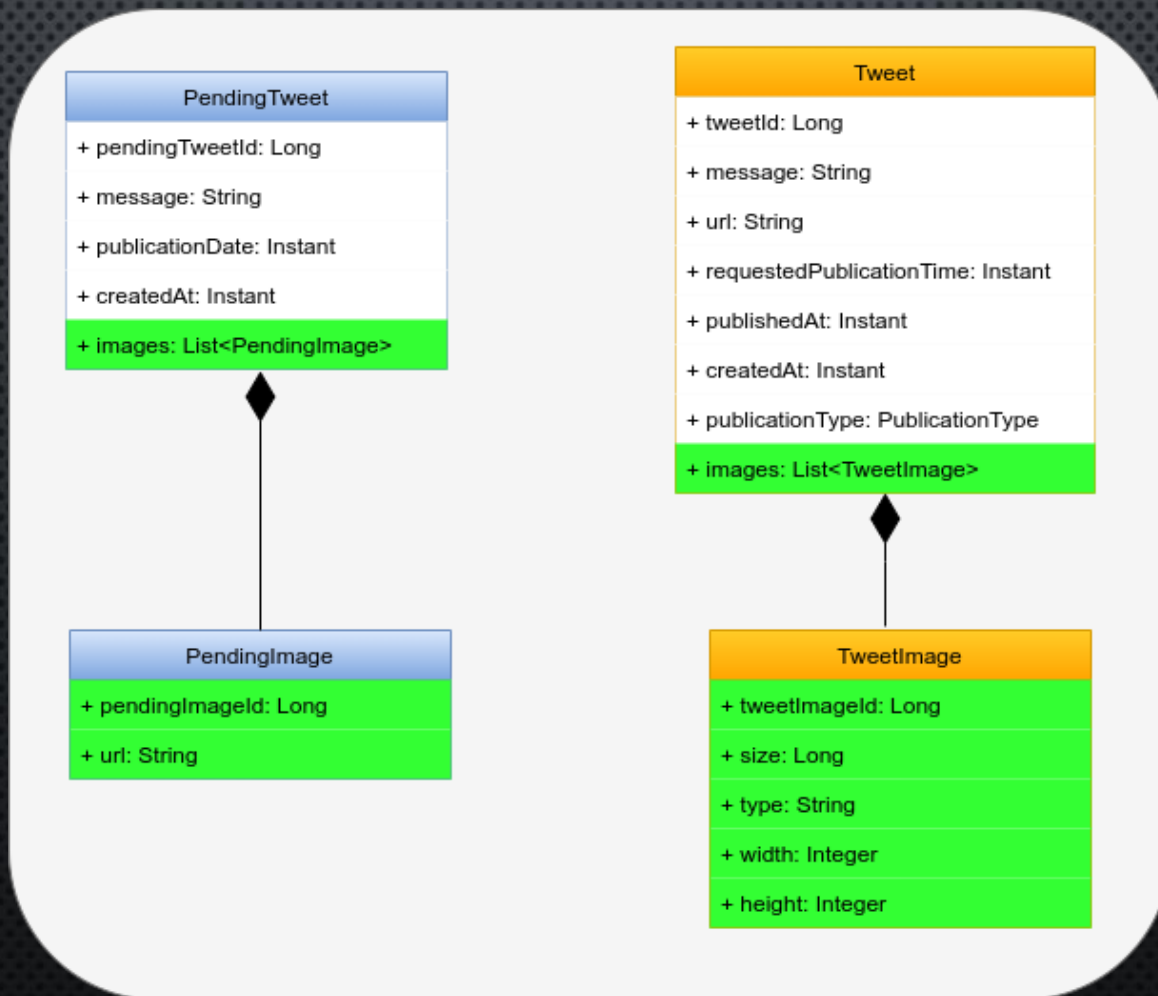 PendingTweet
+ pendingTweetId: Long
+ message: String
+ publicationDate: Instant
+ createdAt: Instant
+ images: List<PendingImage>
PendingImage
+ pendingImageId: Long
+ url: String
Tweet
+ tweetId: Long
+ message: String
+ url: String
+ requestedPublicationTime: Instant
+ publishedAt: Instant
+ createdAt: Instant
+ publicationType: PublicationType
+ images: List<TweetImage>
TweetImage
+ tweetImageId: Long
+ size: Long
+ type: String
+ width: Integer
+ height: Integer